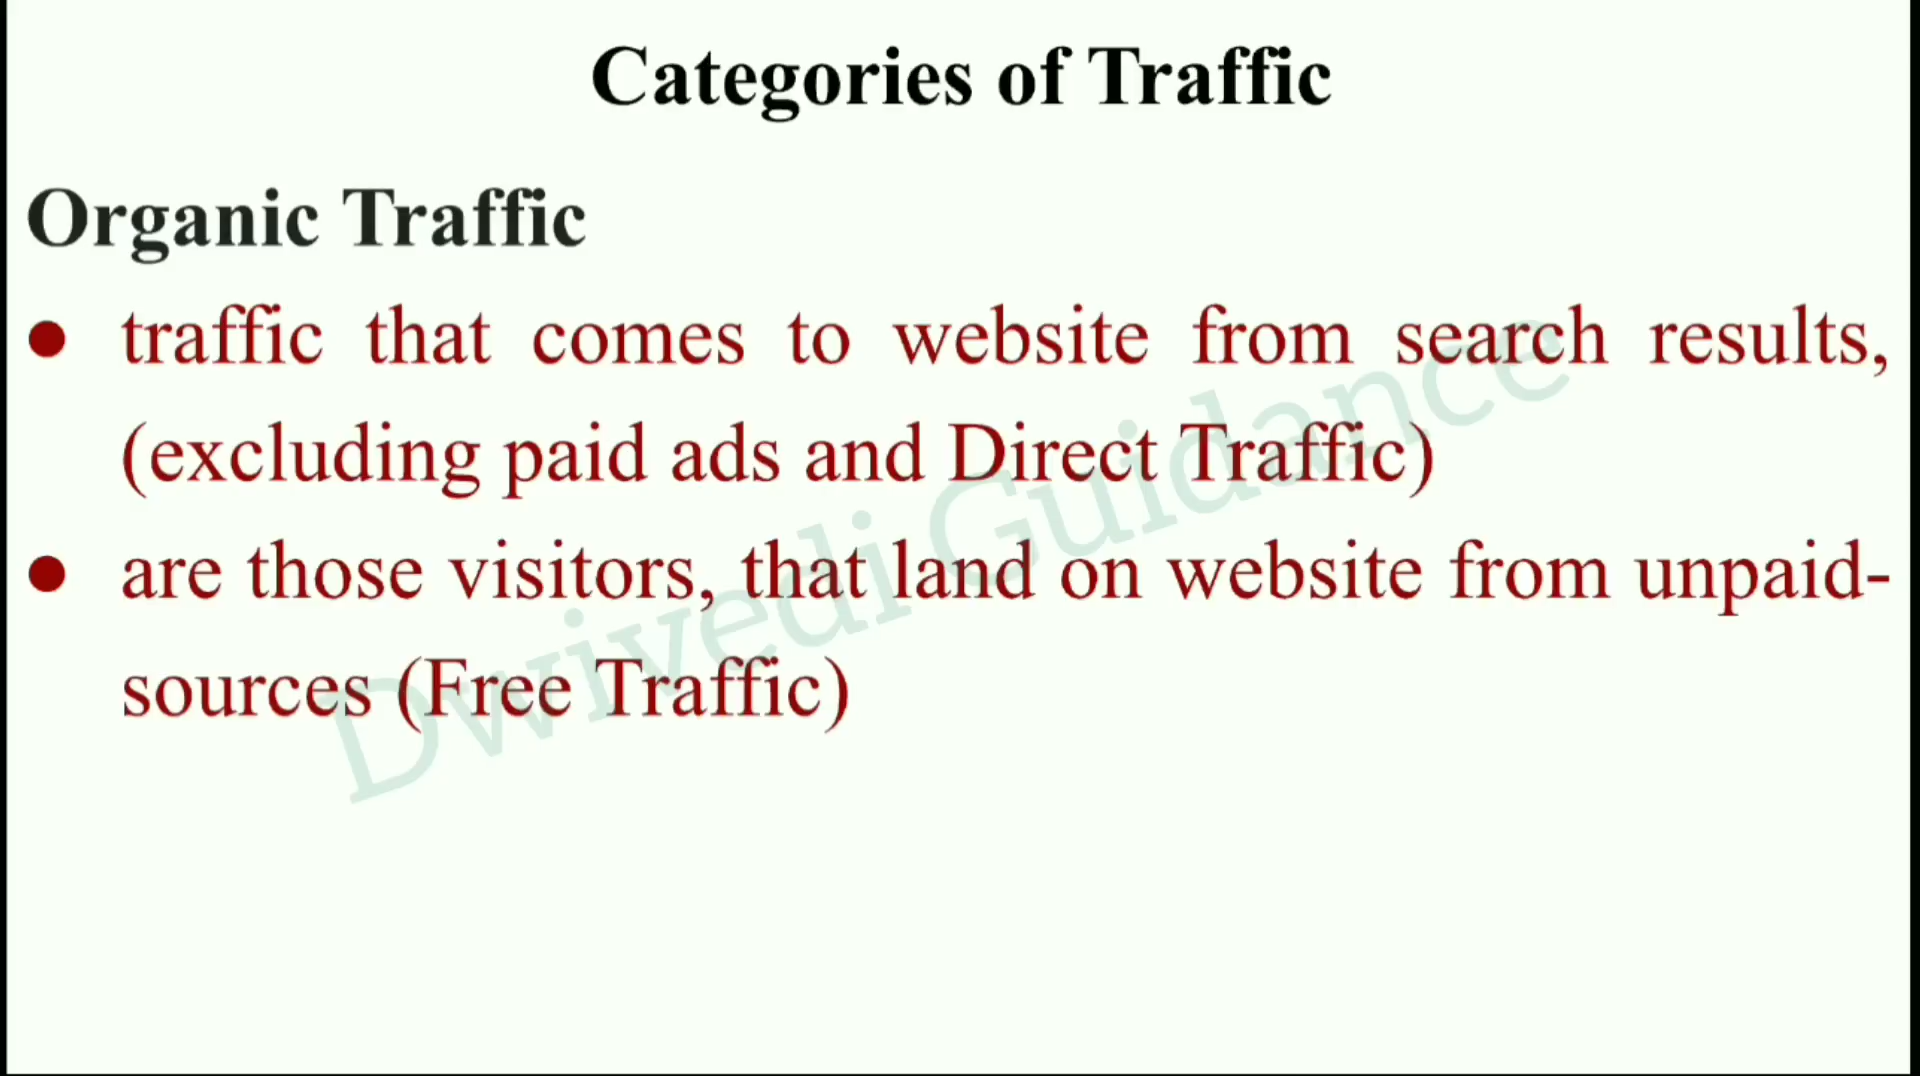 Categories of Traffic
Organic Traffic
● traffic that comes to website from search results,
(excluding paid ads and Direct Traffic)
● are those visitors, that land on website from unpaid-
sources (Free Traffic)
Dwivedi Guidance